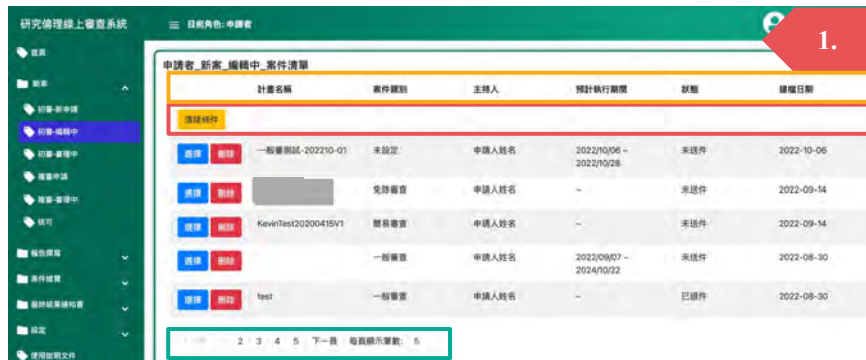 研究倫理線上審查系統
目前角色: 申請者
1.
首頁
新案
初審-新申請
初審-編輯中
初審-審理中
複審申請
複審-審理中
核可
報告撰寫
案件總覽
審查結果通知書
設定
使用說明文件
申請者_新案_編輯中_案件清單
計畫名稱 案件類別 主持人 預計執行期間 狀態 建檔日期
選擇 刪除 一般審測試-202210-01 未設定 申請人姓名 2022/10/06 ~ 2022/10/28 未送件 2022-10-06
選擇 刪除 免除審查 申請人姓名 ~ 未送件 2022-09-14
選擇 刪除 KevinTest20200415V1 簡易審查 申請人姓名 ~ 未送件 2022-09-14
選擇 刪除 一般審查 申請人姓名 2022/09/07 ~ 2024/10/22 未送件 2022-08-30
選擇 刪除 test 一般審查 申請人姓名 ~ 已退件 2022-08-30
2 3 4 5 下一頁 每頁顯示筆數: 5